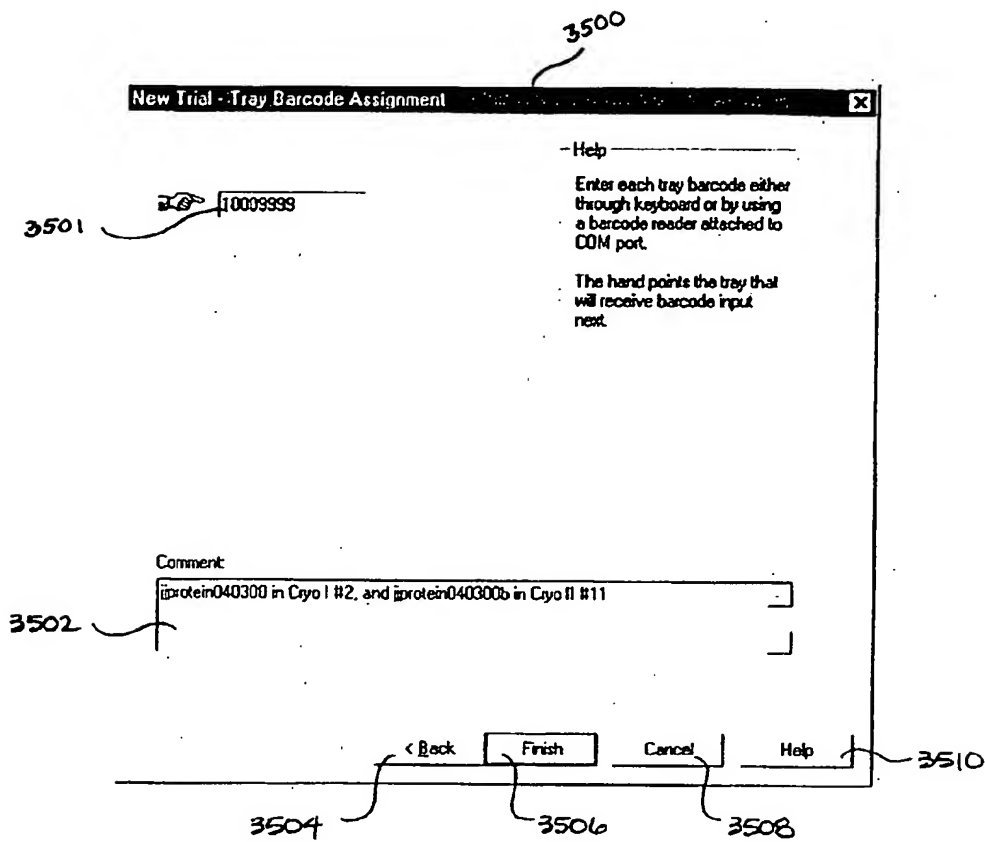 3500
New Trial - Tray Barcode Assignment
Help
Enter each tray barcode either
through keyboard or by using
a barcode reader attached to
COM port.
The hand points the tray that
will receive barcode input
next.
10009999
3501
Comment:
jjprotein040300 in Cryo I #2, and jjprotein040300b in Cryo II #11
3502
< Back
Finish
Cancel
Help
3510
3504
3506
3508